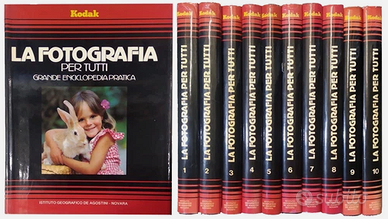 Kodak
LA FOTOGRAFIA
PER TUTTI
GRANDE ENCICLOPEDIA PRATICA
ISTITUTO GEOGRAFICO DE AGOSTINI - NOVARA
Kodak
LA FOTOGRAFIA PER TUTTI
1
Kodak
LA FOTOGRAFIA PER TUTTI
2
Kodak
LA FOTOGRAFIA PER TUTTI
3
Kodak
LA FOTOGRAFIA PER TUTTI
4
Kodak
LA FOTOGRAFIA PER TUTTI
5
Kodak
LA FOTOGRAFIA PER TUTTI
6
Kodak
LA FOTOGRAFIA PER TUTTI
7
Kodak
LA FOTOGRAFIA PER TUTTI
8
Kodak
LA FOTOGRAFIA PER TUTTI
9
Kodak
LA FOTOGRAFIA PER TUTTI
10